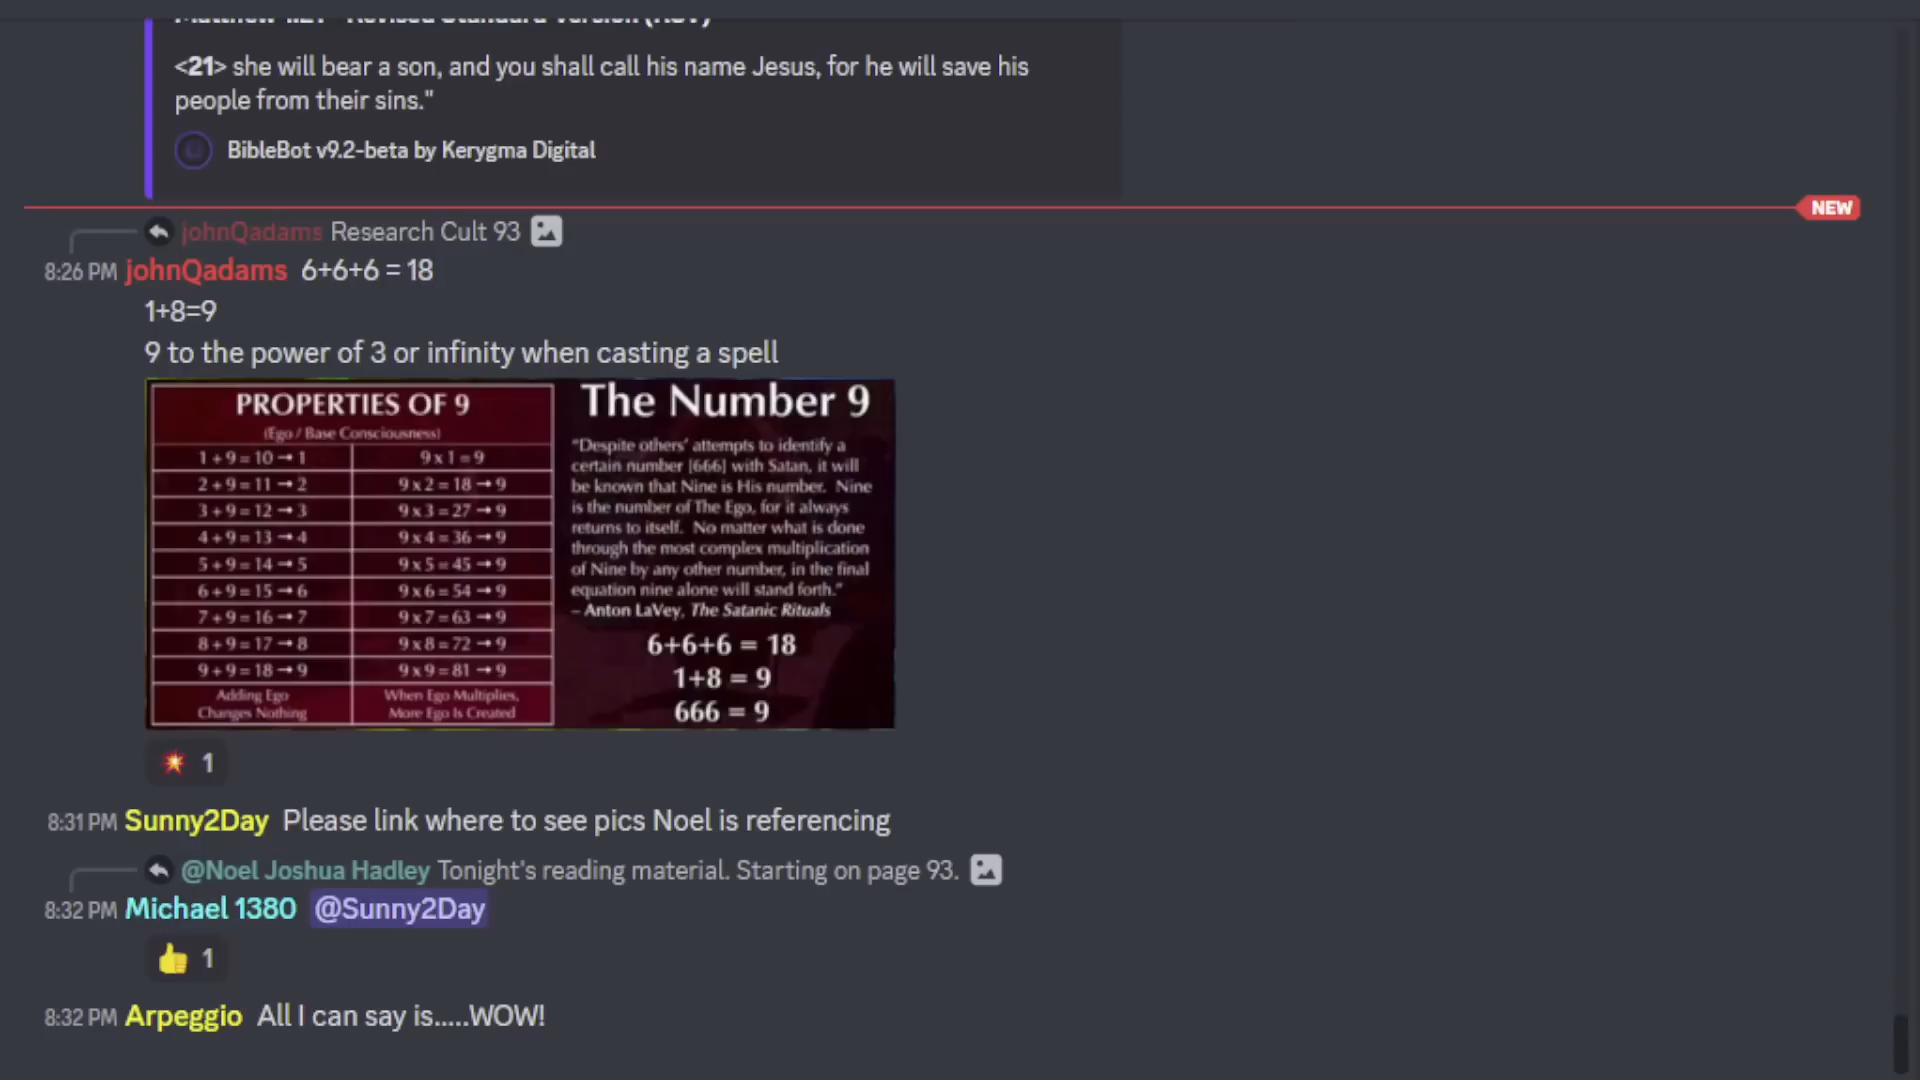 Matthew 1:21 - Revised Standard Version (RSV)
<21> she will bear a son, and you shall call his name Jesus, for he will save his
people from their sins."
BibleBot v9.2-beta by Kerygma Digital
NEW
johnQadams Research Cult 93
8:26 PM johnQadams 6+6+6 = 18
1+8=9
9 to the power of 3 or infinity when casting a spell
PROPERTIES OF 9
(Ego / Base Consciousness)
1 + 9 = 10 → 1 9 x 1 = 9
2 + 9 = 11 → 2 9 x 2 = 18 → 9
3 + 9 = 12 → 3 9 x 3 = 27 → 9
4 + 9 = 13 → 4 9 x 4 = 36 → 9
5 + 9 = 14 → 5 9 x 5 = 45 → 9
6 + 9 = 15 → 6 9 x 6 = 54 → 9
7 + 9 = 16 → 7 9 x 7 = 63 → 9
8 + 9 = 17 → 8 9 x 8 = 72 → 9
9 + 9 = 18 → 9 9 x 9 = 81 → 9
Adding Ego
Changes Nothing
When Ego Multiplies,
More Ego Is Created
The Number 9
"Despite others' attempts to identify a
certain number [666] with Satan, it will
be known that Nine is His number. Nine
is the number of The Ego, for it always
returns to itself. No matter what is done
through the most complex multiplication
of Nine by any other number, in the final
equation nine alone will stand forth."
– Anton LaVey, The Satanic Rituals
6+6+6 = 18
1+8 = 9
666 = 9
1
8:31 PM Sunny2Day Please link where to see pics Noel is referencing
@Noel Joshua Hadley Tonight's reading material. Starting on page 93.
8:32 PM Michael 1380 @Sunny2Day
1
8:32 PM Arpeggio All I can say is.....WOW!